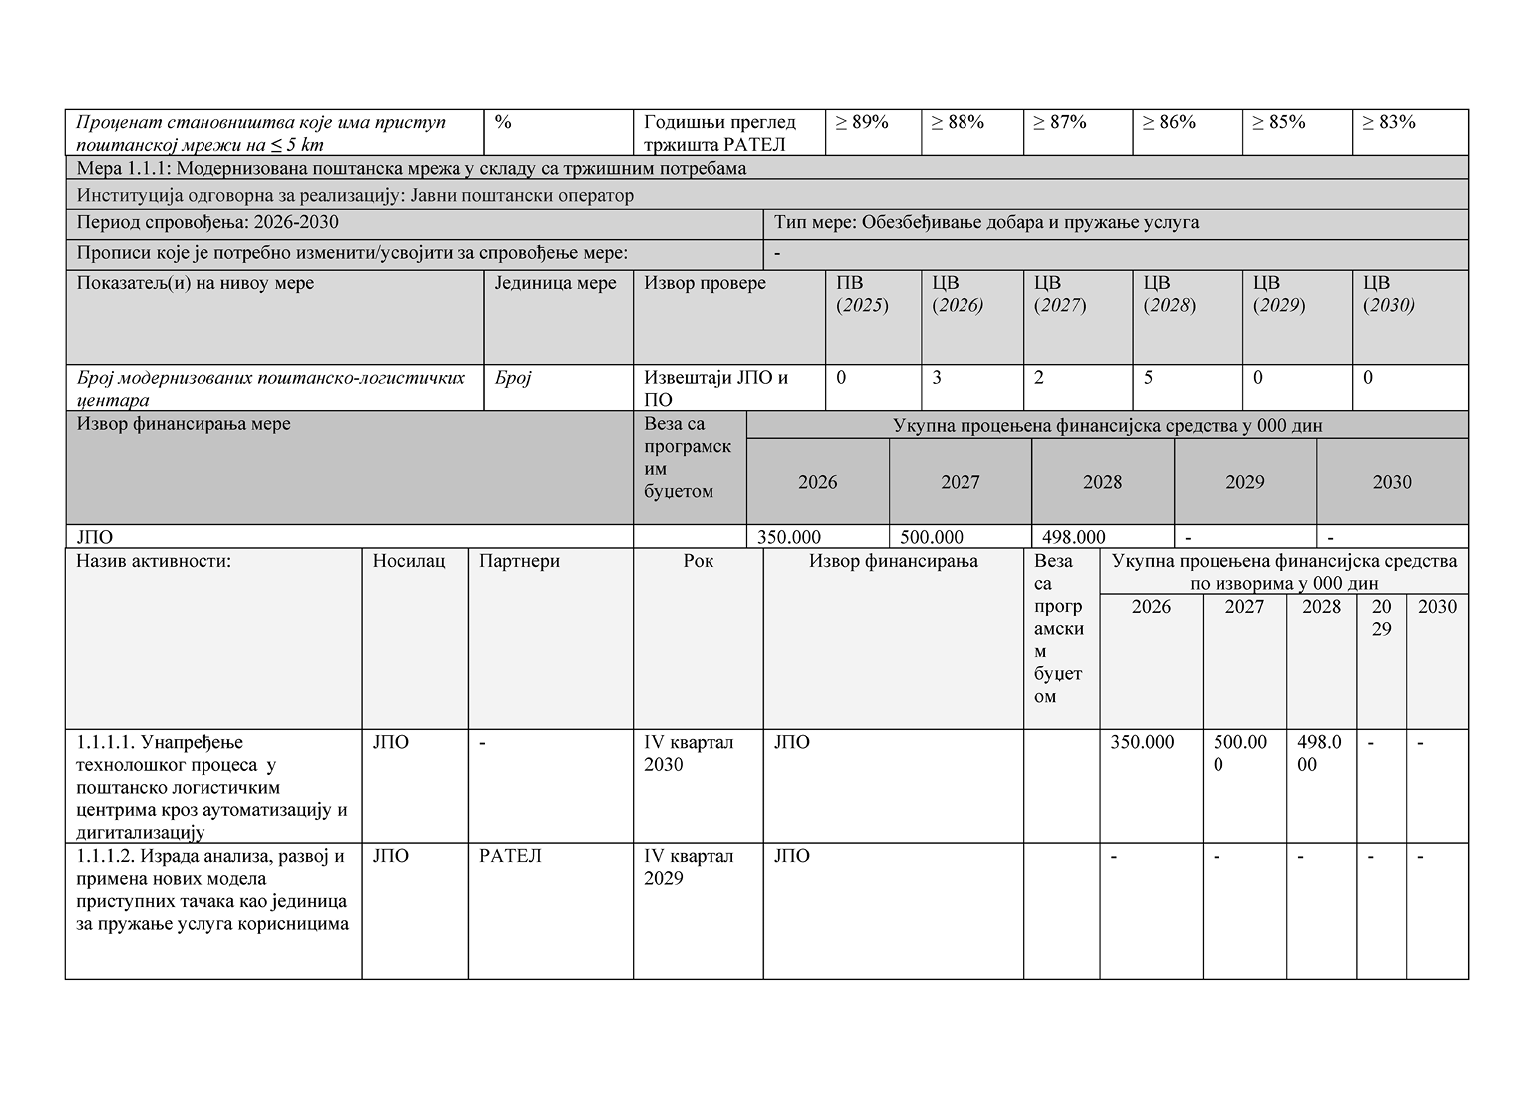 Проценат становништва које има приступ
поштанској мрежи на ≤ 5 km
%
Годишњи преглед
тржишта РАТЕЛ
≥ 89%
≥ 88%
≥ 87%
≥ 86%
≥ 85%
≥ 83%
Мера 1.1.1: Модернизована поштанска мрежа у складу са тржишним потребама
Институција одговорна за реализацију: Јавни поштански оператор
Период спровођења: 2026-2030
Тип мере: Обезбеђивање добара и пружање услуга
Прописи које је потребно изменити/усвојити за спровођење мере:
-
Показатељ(и) на нивоу мере
Јединица мере
Извор провере
ПВ
(2025)
ЦВ
(2026)
ЦВ
(2027)
ЦВ
(2028)
ЦВ
(2029)
ЦВ
(2030)
Број модернизованих поштанско-логистичких
центара
Број
Извештаји ЈПО и
ПО
0
3
2
5
0
0
Извор финансирања мере
Веза са
програмск
им
буџетом
Укупна процењена финансијска средства у 000 дин
2026
2027
2028
2029
2030
ЈПО
350.000
500.000
498.000
-
-
Назив активности:
Носилац
Партнери
Рок
Извор финансирања
Веза
са
прогр
амски
м
буџет
ом
Укупна процењена финансијска средства
по изворима у 000 дин
2026
2027
2028
20
29
2030
1.1.1.1. Унапређење
технолошког процеса у
поштанско логистичким
центрима кроз аутоматизацију и
дигитализацију
ЈПО
-
IV квартал
2030
ЈПО
350.000
500.00
0
498.0
00
-
-
1.1.1.2. Израда анализа, развој и
примена нових модела
приступних тачака као јединица
за пружање услуга корисницима
ЈПО
РАТЕЛ
IV квартал
2029
ЈПО
-
-
-
-
-